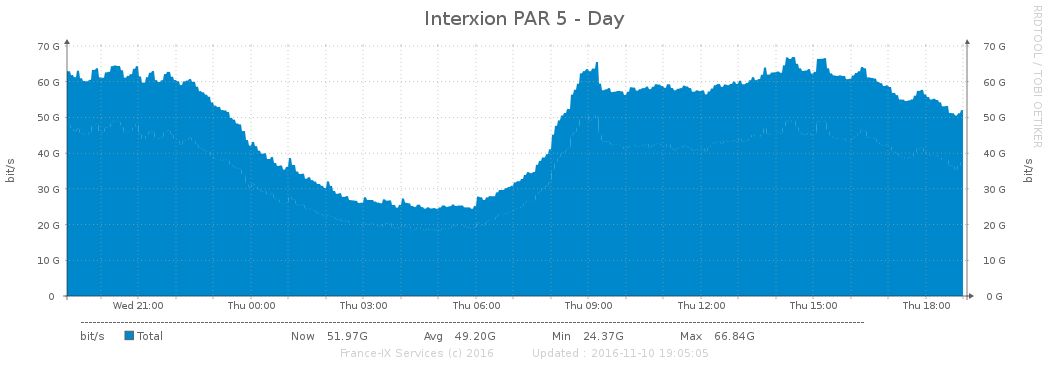 Interxion PAR 5 - Day
RRDTOOL / TOBI OETIKER
70 G 70 G
60 G 60 G
50 G 50 G
40 G 40 G
30 G 30 G
20 G 20 G
10 G 10 G
0 0 G
bit/s
bit/s
Wed 21:00 Thu 00:00 Thu 03:00 Thu 06:00 Thu 09:00 Thu 12:00 Thu 15:00 Thu 18:00
bit/s Total Now 51.97G Avg 49.20G Min 24.37G Max 66.84G
France-IX Services (c) 2016 Updated : 2016-11-10 19:05:05